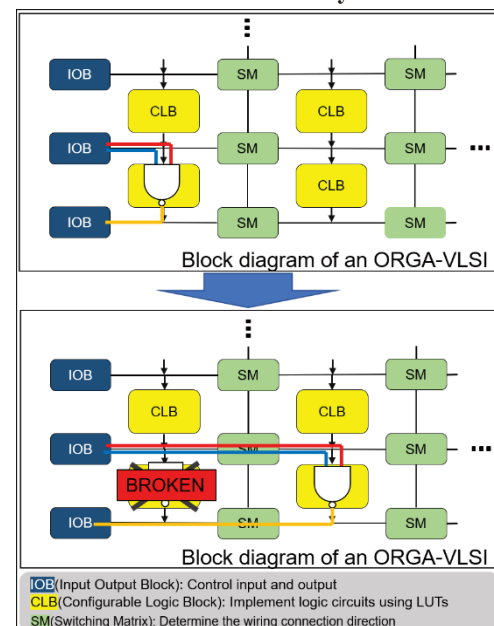 IOB SM SM
CLB CLB
IOB SM SM
CLB
IOB SM SM
Block diagram of an ORGA-VLSI
IOB SM SM
CLB CLB
IOB SM SM
BROKEN
IOB SM SM
Block diagram of an ORGA-VLSI
IOB(Input Output Block): Control input and output
CLB(Configurable Logic Block): Implement logic circuits using LUTs
SM(Switching Matrix): Determine the wiring connection direction